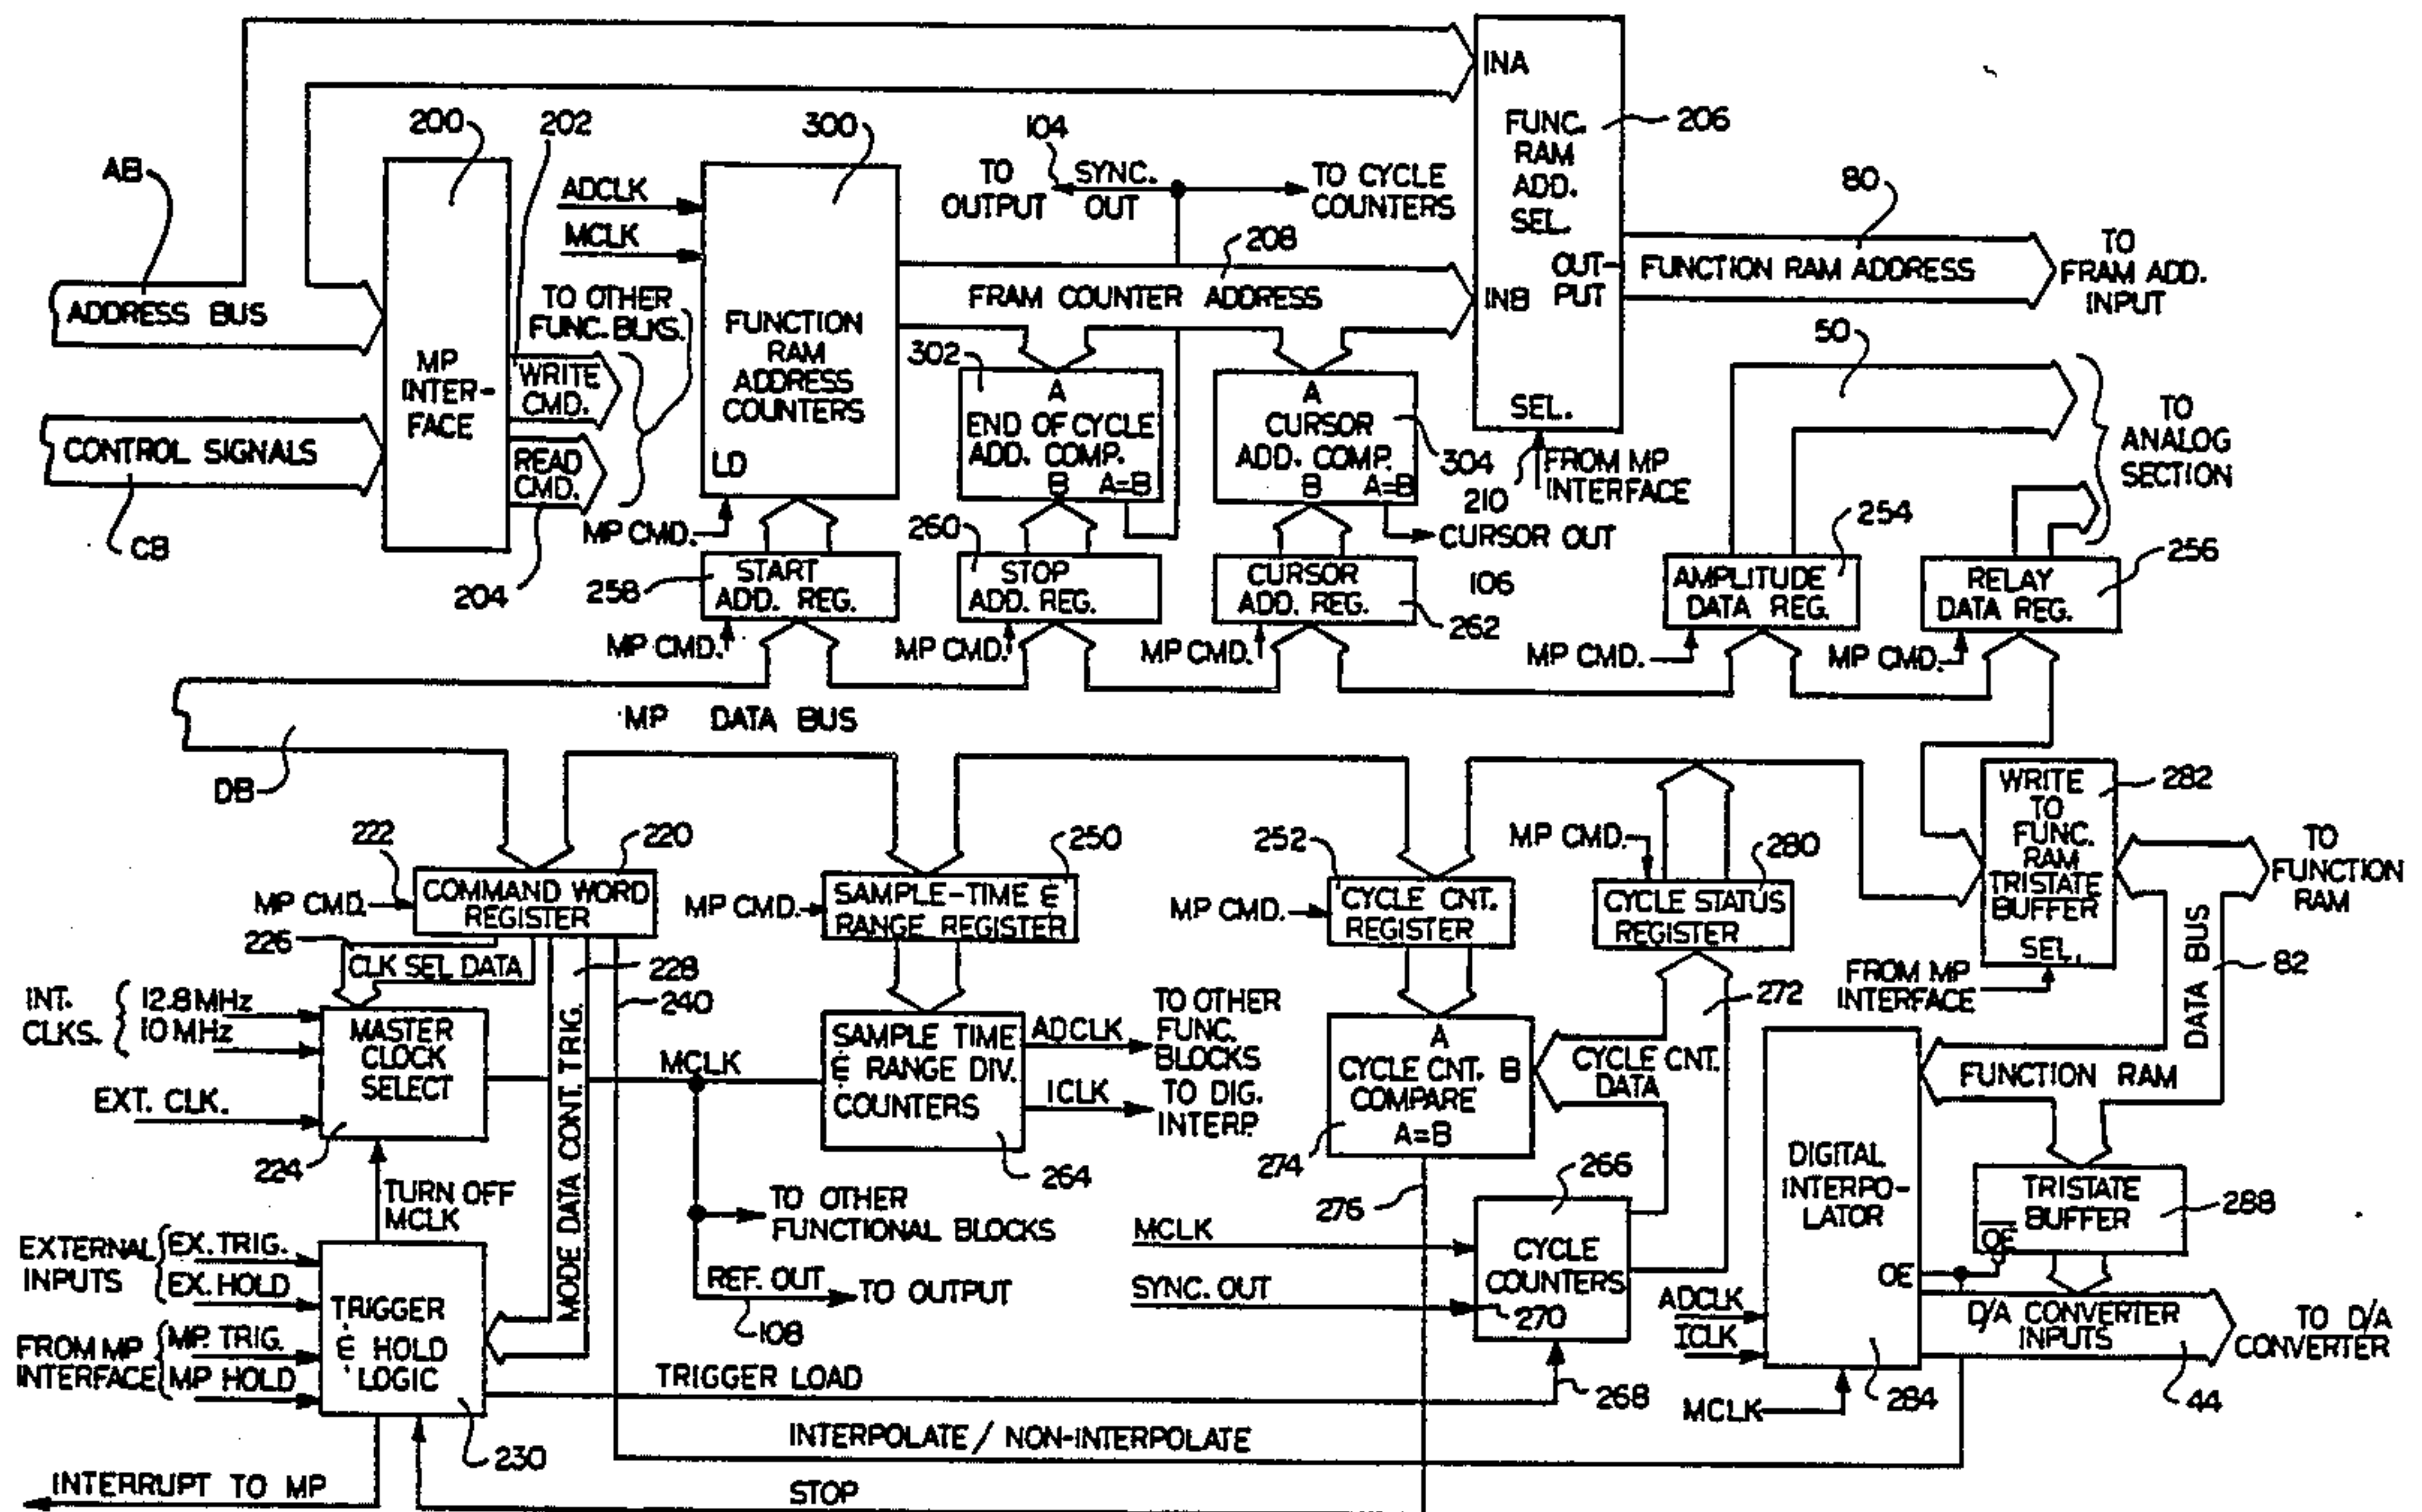 INA
200
202
300
104
FUNC.
RAM
ADD.
SEL.
206
AB
ADCLK
MCLK
TO
OUTPUT
SYNC.
OUT
TO CYCLE
COUNTERS
80
208
ADDRESS BUS
TO OTHER
FUNC. BLKS.
FUNCTION
RAM
ADDRESS
COUNTERS
FRAM COUNTER ADDRESS
INB
OUT-
PUT
FUNCTION RAM ADDRESS
TO
FRAM ADD.
INPUT
MP
INTER-
FACE
WRITE
CMD.
READ
CMD.
302
A
END OF CYCLE
ADD. COMP.
B A=B
A
CURSOR
ADD. COMP.
B A=B
304
SEL.
210
FROM MP
INTERFACE
50
TO
ANALOG
SECTION
CONTROL SIGNALS
CB
204
LD
MP CMD.
260
CURSOR OUT
106
254
256
258
START
ADD. REG.
STOP
ADD. REG.
CURSOR
ADD. REG.
262
AMPLITUDE
DATA REG.
RELAY
DATA REG.
MP CMD.
MP CMD.
MP CMD.
MP CMD.
MP CMD.
MP DATA BUS
DB
222
220
250
252
MP CMD.
280
WRITE
TO
FUNC.
RAM
TRISTATE
BUFFER
SEL.
282
TO
FUNCTION
RAM
MP CMD.
COMMAND WORD
REGISTER
MP CMD.
SAMPLE-TIME &
RANGE REGISTER
MP CMD.
CYCLE CNT.
REGISTER
CYCLE STATUS
REGISTER
226
CLK SEL DATA
228
240
FROM MP
INTERFACE
DATA BUS
82
INT.
CLKS.
12.8 MHz
10 MHz
EXT. CLK.
MASTER
CLOCK
SELECT
224
MCLK
SAMPLE TIME
& RANGE DIV.
COUNTERS
264
ADCLK
ICLK
TO OTHER
FUNC.
BLOCKS
TO DIG.
INTERP.
A
CYCLE CNT. B
COMPARE
A=B
274
CYCLE CNT.
DATA
272
FUNCTION RAM
MODE DATA CONT. TRIG.
TURN OFF
MCLK
TO OTHER
FUNCTIONAL BLOCKS
276
266
DIGITAL
INTERPO-
LATOR
OE
TRISTATE
BUFFER
OE
288
EXTERNAL
INPUTS
EX. TRIG.
EX. HOLD
FROM MP
INTERFACE
MP. TRIG.
MP HOLD
TRIGGER
& HOLD
LOGIC
230
REF. OUT
108
TO OUTPUT
MCLK
SYNC. OUT
CYCLE
COUNTERS
270
268
ADCLK
ICLK
MCLK
284
D/A CONVERTER
INPUTS
44
TO D/A
CONVERTER
TRIGGER LOAD
INTERPOLATE / NON-INTERPOLATE
INTERRUPT TO MP
STOP